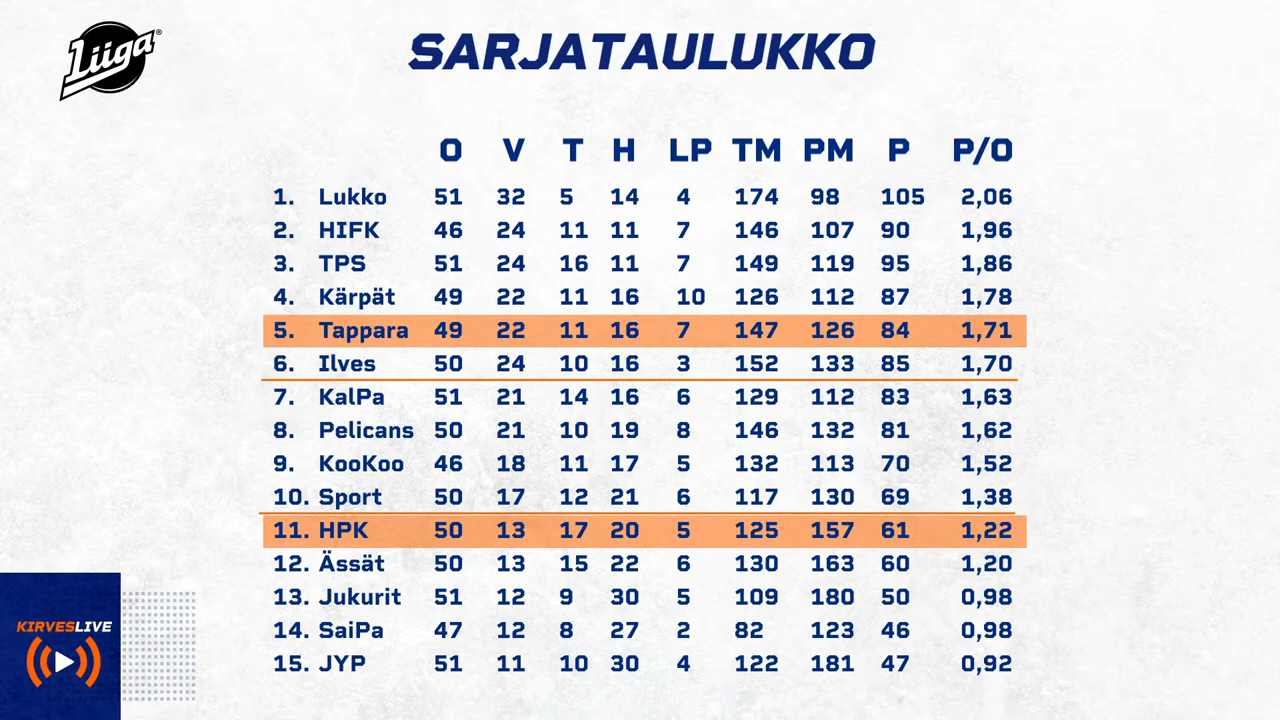 Liiga®
SARJATAULUKKO
O V T H LP TM PM P P/O
1. Lukko 51 32 5 14 4 174 98 105 2,06
2. HIFK 46 24 11 11 7 146 107 90 1,96
3. TPS 51 24 16 11 7 149 119 95 1,86
4. Kärpät 49 22 11 16 10 126 112 87 1,78
5. Tappara 49 22 11 16 7 147 126 84 1,71
6. Ilves 50 24 10 16 3 152 133 85 1,70
7. KalPa 51 21 14 16 6 129 112 83 1,63
8. Pelicans 50 21 10 19 8 146 132 81 1,62
9. KooKoo 46 18 11 17 5 132 113 70 1,52
10. Sport 50 17 12 21 6 117 130 69 1,38
11. HPK 50 13 17 20 5 125 157 61 1,22
12. Ässät 50 13 15 22 6 130 163 60 1,20
13. Jukurit 51 12 9 30 5 109 180 50 0,98
14. SaiPa 47 12 8 27 2 82 123 46 0,98
15. JYP 51 11 10 30 4 122 181 47 0,92
KIRVESLIVE